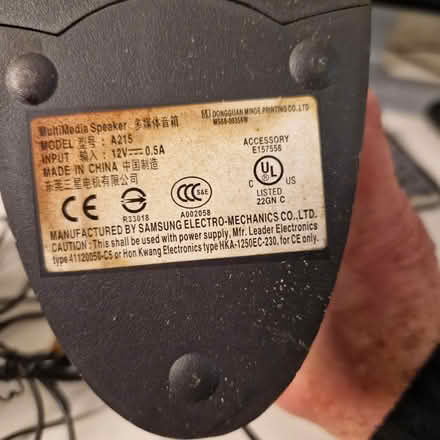 DONGGUAN MINDE PRINTING CO.,LTD
MultiMedia Speaker 多媒体音箱
MODEL 型号 : A215
INPUT 输入 : 12V⎓0.5A
MADE IN CHINA 中国制造
东莞三星电机有限公司
ACCESSORY
E157556
CE
R33018
CCC S&E
A002058
C UL US
LISTED
22GN C
MANUFACTURED BY SAMSUNG ELECTRO-MECHANICS CO., LTD.
CAUTION : This shall be used with power supply, Mfr. Leader Electronics
type 41120050-C5 or Hon Kwang Electronics type HKA-1250EC-230, for CE only.